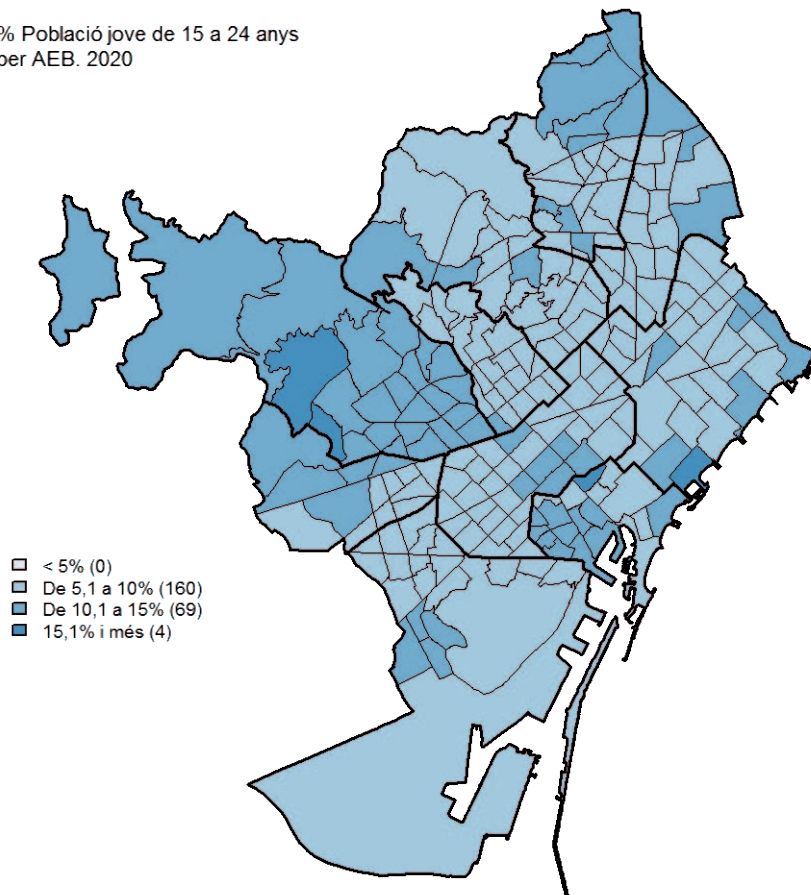 % Població jove de 15 a 24 anys
per AEB. 2020
< 5% (0)
De 5,1 a 10% (160)
De 10,1 a 15% (69)
15,1% i més (4)